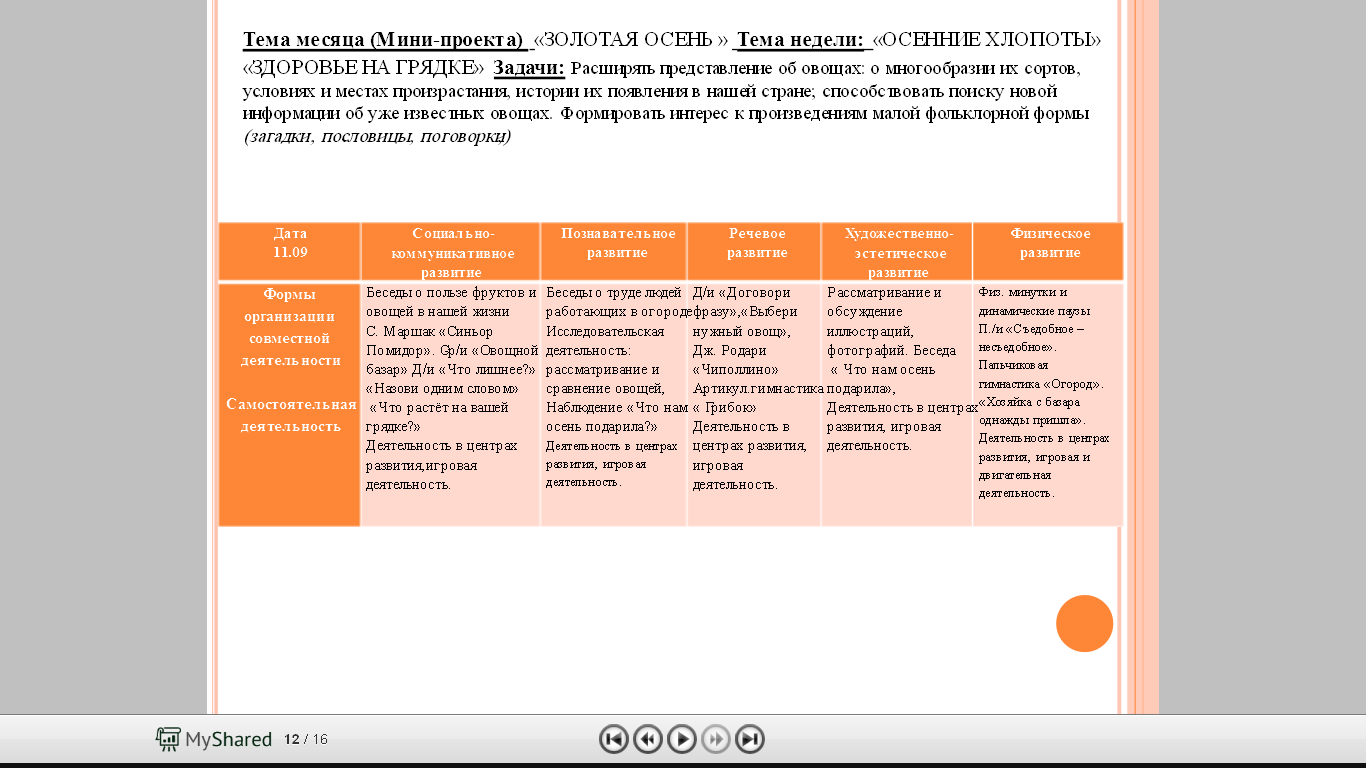 Тема месяца (Мини-проекта) «ЗОЛОТАЯ ОСЕНЬ » Тема недели: «ОСЕННИЕ ХЛОПОТЫ»
«ЗДОРОВЬЕ НА ГРЯДКЕ» Задачи: Расширять представление об овощах: о многообразии их сортов,
условиях и местах произрастания, истории их появления в нашей стране; способствовать поиску новой
информации об уже известных овощах. Формировать интерес к произведениям малой фольклорной формы
(загадки, пословицы, поговорки)
Дата
11.09
Социально-
коммуникативное
развитие
Познавательное
развитие
Речевое
развитие
Художественно-
эстетическое
развитие
Физическое
развитие
Формы
организации
совместной
деятельности
Самостоятельная
деятельность
Беседы о пользе фруктов и
овощей в нашей жизни
С. Маршак «Синьор
Помидор». Ср/и «Овощной
базар» Д/и «Что лишнее?»
«Назови одним словом»
«Что растёт на вашей
грядке?»
Деятельность в центрах
развития,игровая
деятельность.
Беседы о труде людей
работающих в огороде
Исследовательская
деятельность:
рассматривание и
сравнение овощей,
Наблюдение «Что нам
осень подарила?»
Деятельность в центрах
развития, игровая
деятельность.
Д/и «Договори
фразу»,«Выбери
нужный овощ»,
Дж. Родари
«Чиполлино»
Артикул.гимнастика
« Грибок»
Деятельность в
центрах развития,
игровая
деятельность.
Рассматривание и
обсуждение
иллюстраций,
фотографий. Беседа
« Что нам осень
подарила»,
Деятельность в центрах
развития, игровая
деятельность.
Физ. минутки и
динамические паузы
П./и «Съедобное –
несъедобное».
Пальчиковая
гимнастика «Огород».
«Хозяйка с базара
однажды пришла».
Деятельность в центрах
развития, игровая и
двигательная
деятельность.
MyShared 12 / 16